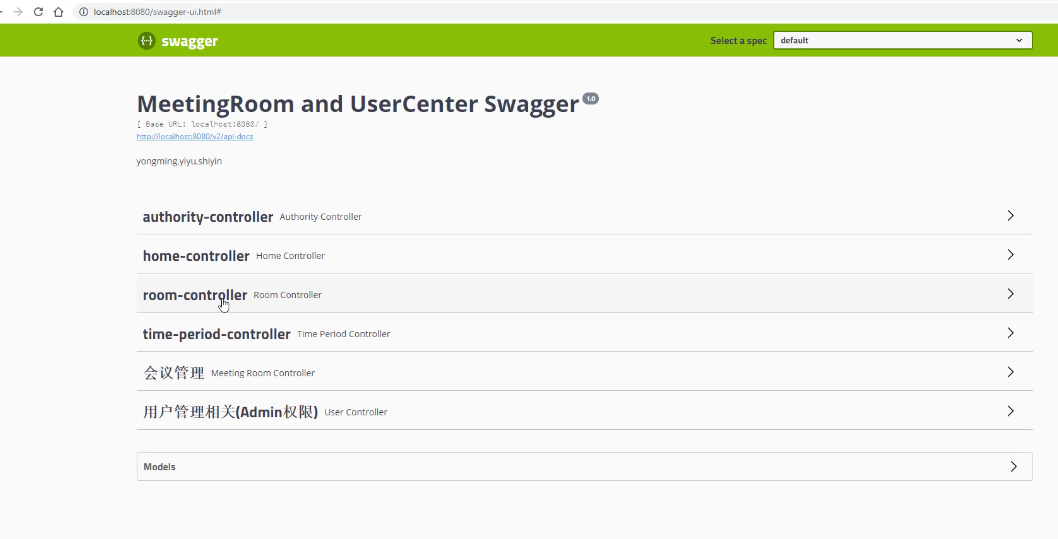 localhost:8080/swagger-ui.html#
{··} swagger
Select a spec default
MeetingRoom and UserCenter Swagger 1.0
[ Base URL: localhost:8080/ ]
http://localhost:8080/v2/api-docs
yongming,yiyu,shiyin
authority-controller Authority Controller
home-controller Home Controller
room-controller Room Controller
time-period-controller Time Period Controller
会议管理 Meeting Room Controller
用户管理相关(Admin权限) User Controller
Models